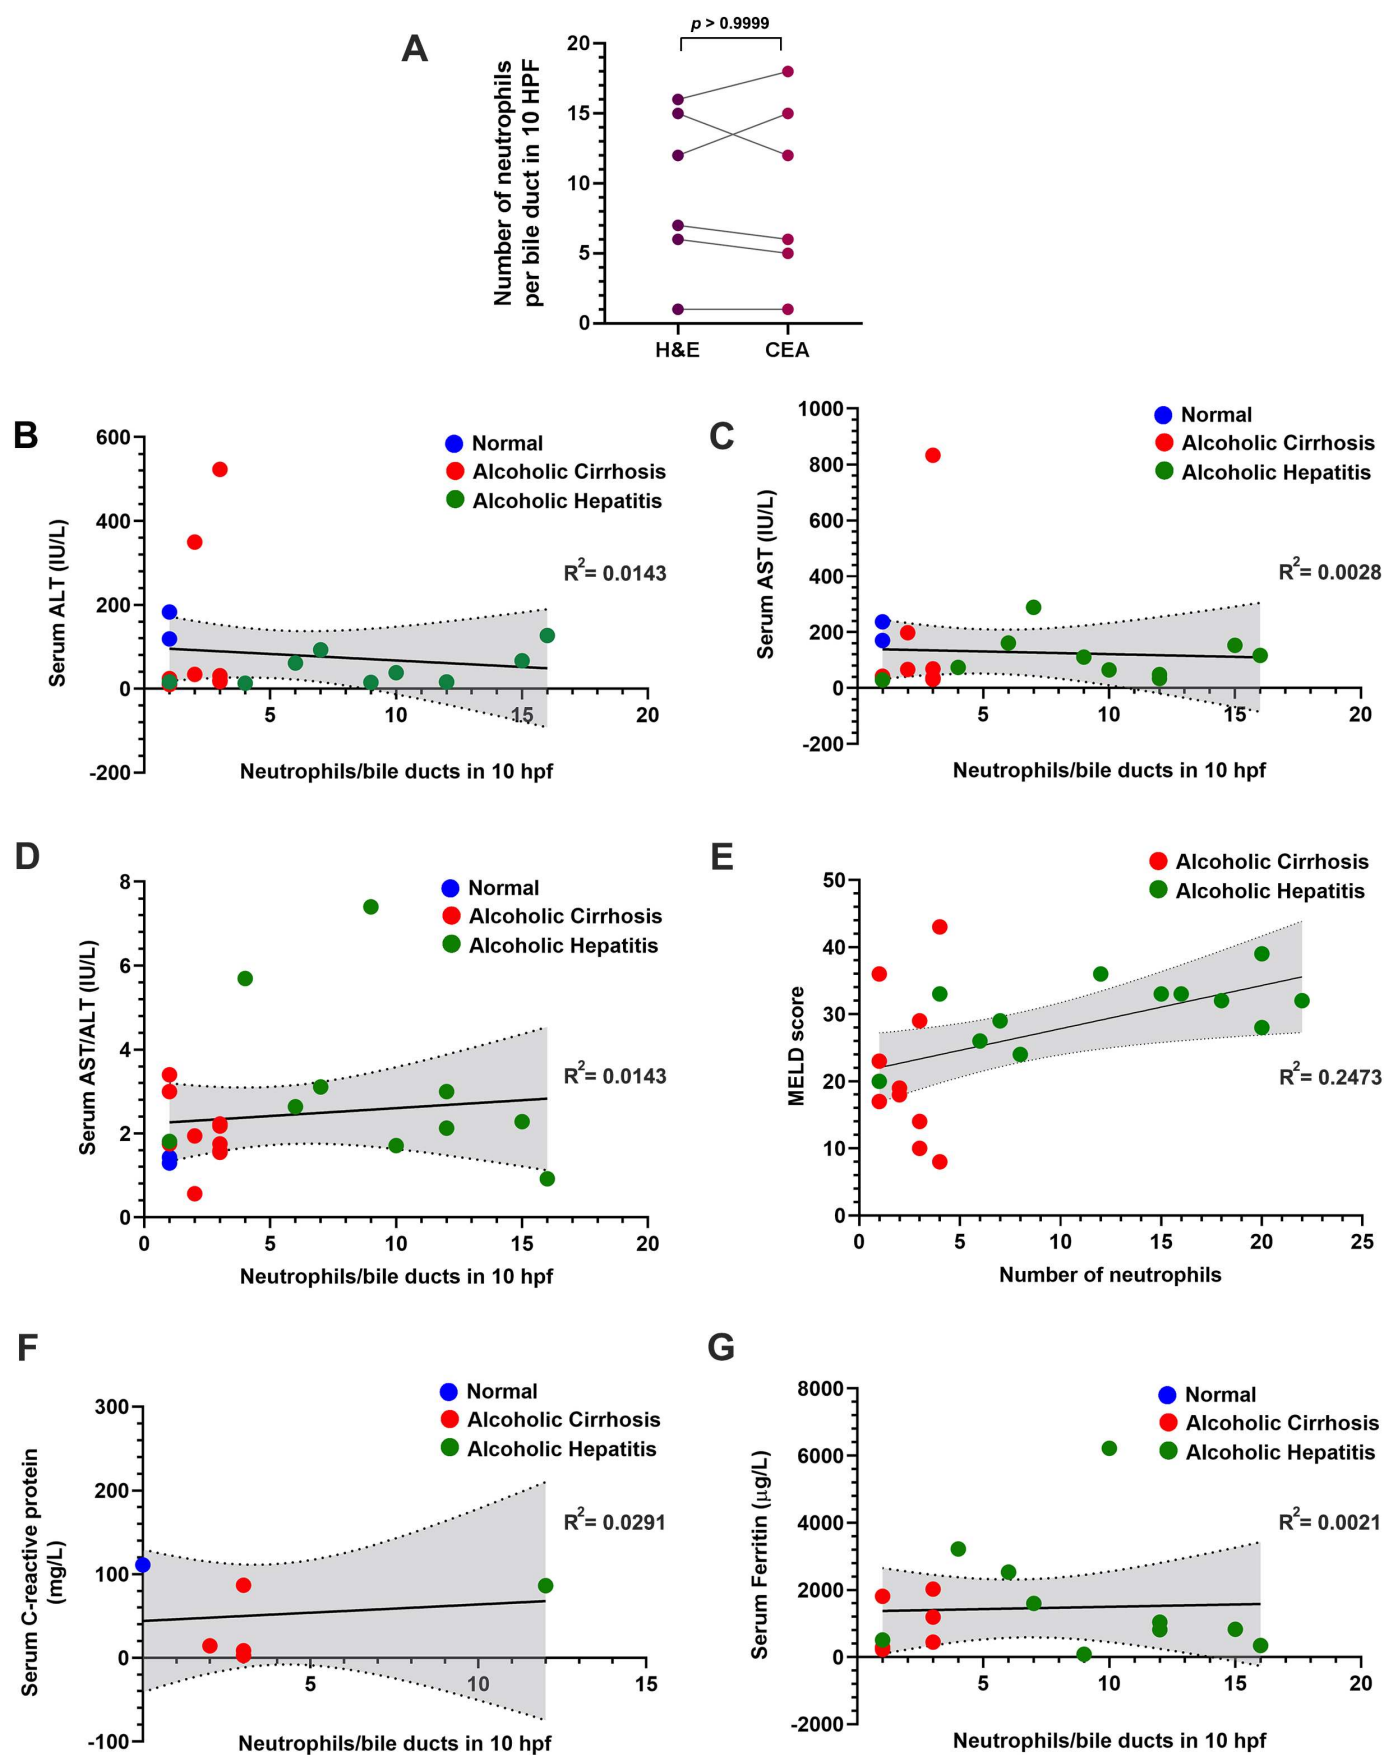 A
p > 0.9999
Number of neutrophils
per bile duct in 10 HPF
20
15
10
5
0
H&E
CEA
B
Serum ALT (IU/L)
600
400
200
0
-200
5
10
15
20
Normal
Alcoholic Cirrhosis
Alcoholic Hepatitis
R²= 0.0143
Neutrophils/bile ducts in 10 hpf
C
Serum AST (IU/L)
1000
800
600
400
200
0
-200
5
10
15
20
Normal
Alcoholic Cirrhosis
Alcoholic Hepatitis
R²= 0.0028
Neutrophils/bile ducts in 10 hpf
D
Serum AST/ALT (IU/L)
8
6
4
2
0
0
5
10
15
20
Normal
Alcoholic Cirrhosis
Alcoholic Hepatitis
R²= 0.0143
Neutrophils/bile ducts in 10 hpf
E
MELD score
50
40
30
20
10
0
0
5
10
15
20
25
Alcoholic Cirrhosis
Alcoholic Hepatitis
R²= 0.2473
Number of neutrophils
F
Serum C-reactive protein
(mg/L)
300
200
100
0
-100
5
10
15
Normal
Alcoholic Cirrhosis
Alcoholic Hepatitis
R²= 0.0291
Neutrophils/bile ducts in 10 hpf
G
Serum Ferritin (µg/L)
8000
6000
4000
2000
0
-2000
5
10
15
20
Normal
Alcoholic Cirrhosis
Alcoholic Hepatitis
R²= 0.0021
Neutrophils/bile ducts in 10 hpf